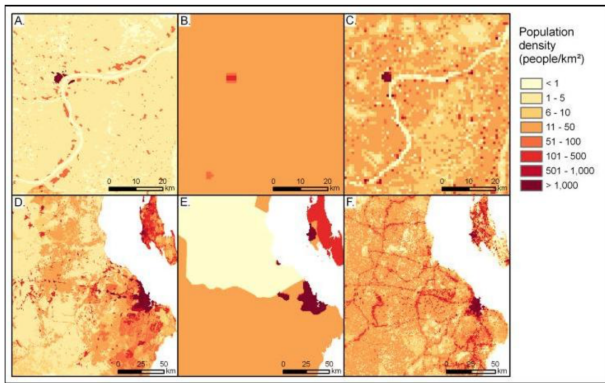 A.
B.
C.
Population
density
(people/km²)
< 1
1 - 5
6 - 10
11 - 50
51 - 100
101 - 500
501 - 1,000
> 1,000
0 10 20
km
0 10 20
km
0 10 20
km
D.
E.
F.
0 25 50
km
0 25 50
km
0 25 50
km